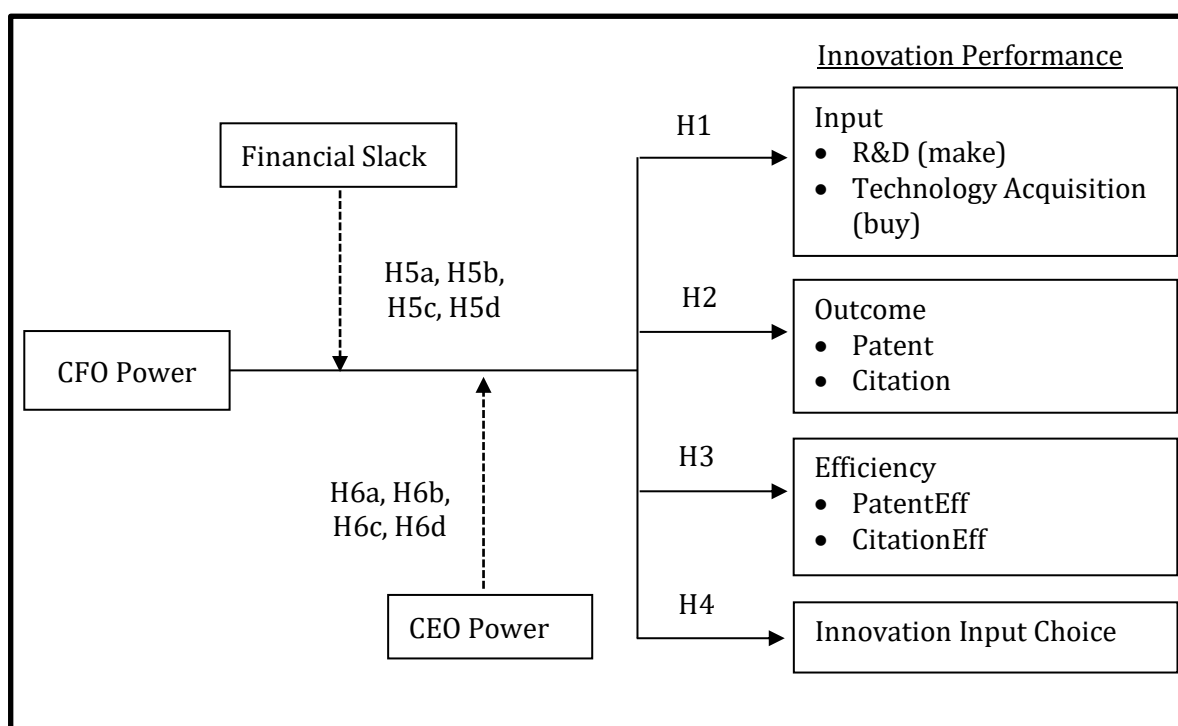 Innovation Performance
H1
Input
• R&D (make)
• Technology Acquisition
(buy)
Financial Slack
H5a, H5b,
H5c, H5d
H2
Outcome
• Patent
• Citation
CFO Power
H3
Efficiency
• PatentEff
• CitationEff
H6a, H6b,
H6c, H6d
H4
CEO Power
Innovation Input Choice